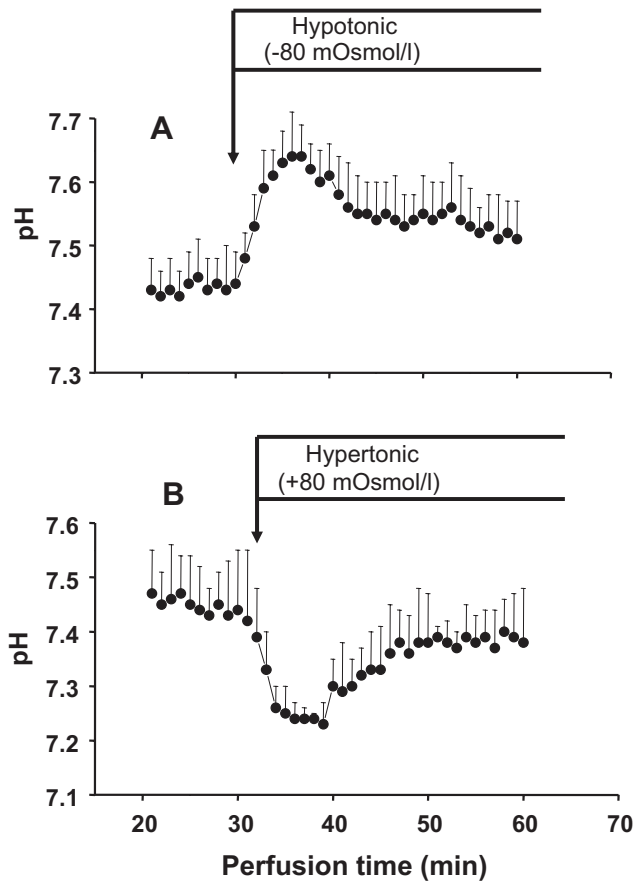 Hypotonic
(-80 mOsmol/l)
A
7.7
7.6
7.5
7.4
7.3
pH
Hypertonic
(+80 mOsmol/l)
B
7.6
7.5
7.4
7.3
7.2
7.1
pH
20 30 40 50 60 70
Perfusion time (min)